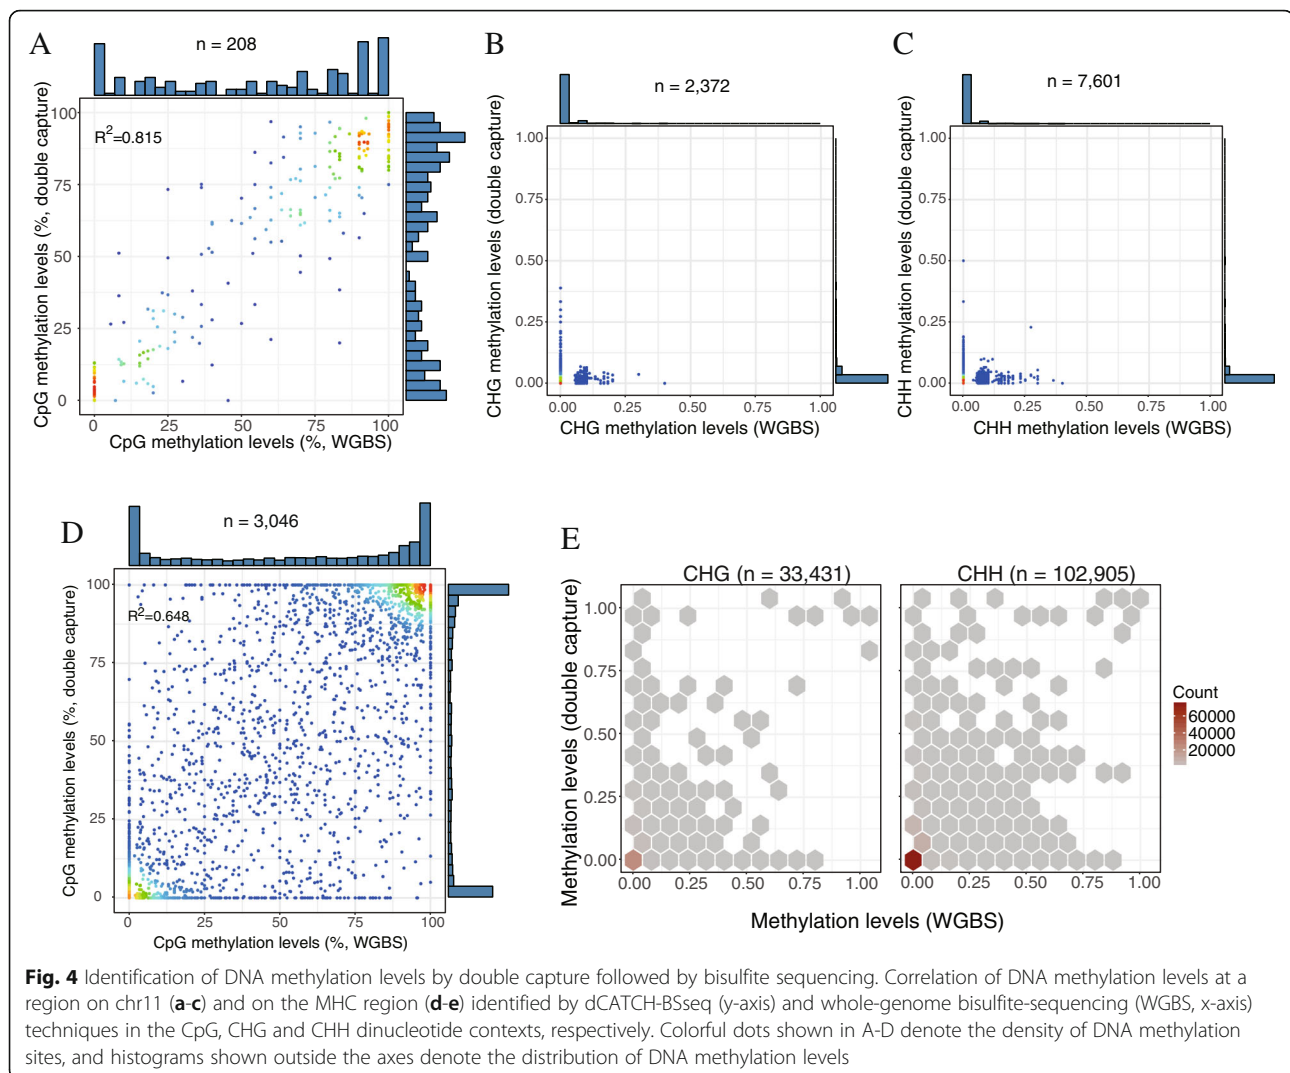 A
n = 208
R2=0.815
CpG methylation levels (%, double capture)
100
75
50
25
0
0 25 50 75 100
CpG methylation levels (%, WGBS)
B
n = 2,372
CHG methylation levels (double capture)
1.00
0.75
0.50
0.25
0.00
0.00 0.25 0.50 0.75 1.00
CHG methylation levels (WGBS)
C
n = 7,601
CHH methylation levels (double capture)
1.00
0.75
0.50
0.25
0.00
0.00 0.25 0.50 0.75 1.00
CHH methylation levels (WGBS)
D
n = 3,046
R2=0.648
CpG methylation levels (%, double capture)
100
75
50
25
0
0 25 50 75 100
CpG methylation levels (%, WGBS)
E
CHG (n = 33,431) CHH (n = 102,905)
Methylation levels (double capture)
1.00
0.75
0.50
0.25
0.00
0.00 0.25 0.50 0.75 1.00 0.00 0.25 0.50 0.75 1.00
Methylation levels (WGBS)
Count
60000
40000
20000
Fig. 4 Identification of DNA methylation levels by double capture followed by bisulfite sequencing. Correlation of DNA methylation levels at a
region on chr11 (a-c) and on the MHC region (d-e) identified by dCATCH-BSseq (y-axis) and whole-genome bisulfite-sequencing (WGBS, x-axis)
techniques in the CpG, CHG and CHH dinucleotide contexts, respectively. Colorful dots shown in A-D denote the density of DNA methylation
sites, and histograms shown outside the axes denote the distribution of DNA methylation levels